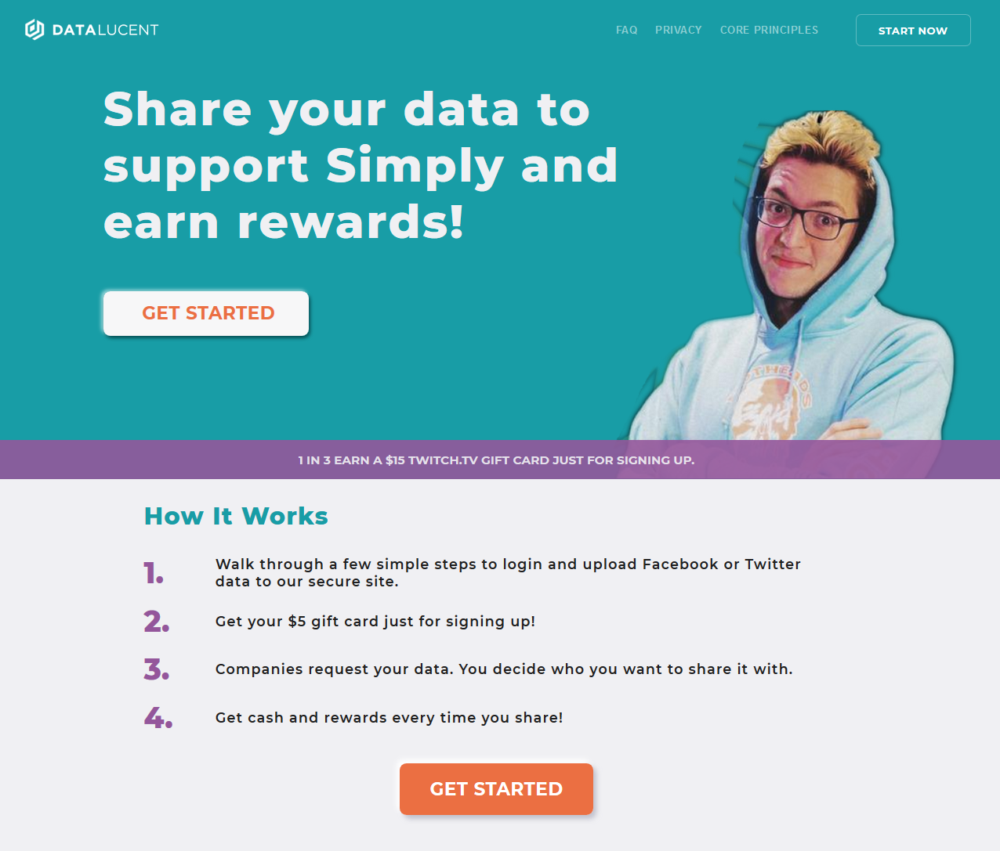 DATALUCENT
FAQ PRIVACY CORE PRINCIPLES START NOW
Share your data to
support Simply and
earn rewards!
GET STARTED
1 IN 3 EARN A $15 TWITCH.TV GIFT CARD JUST FOR SIGNING UP.
How It Works
1. Walk through a few simple steps to login and upload Facebook or Twitter
data to our secure site.
2. Get your $5 gift card just for signing up!
3. Companies request your data. You decide who you want to share it with.
4. Get cash and rewards every time you share!
GET STARTED